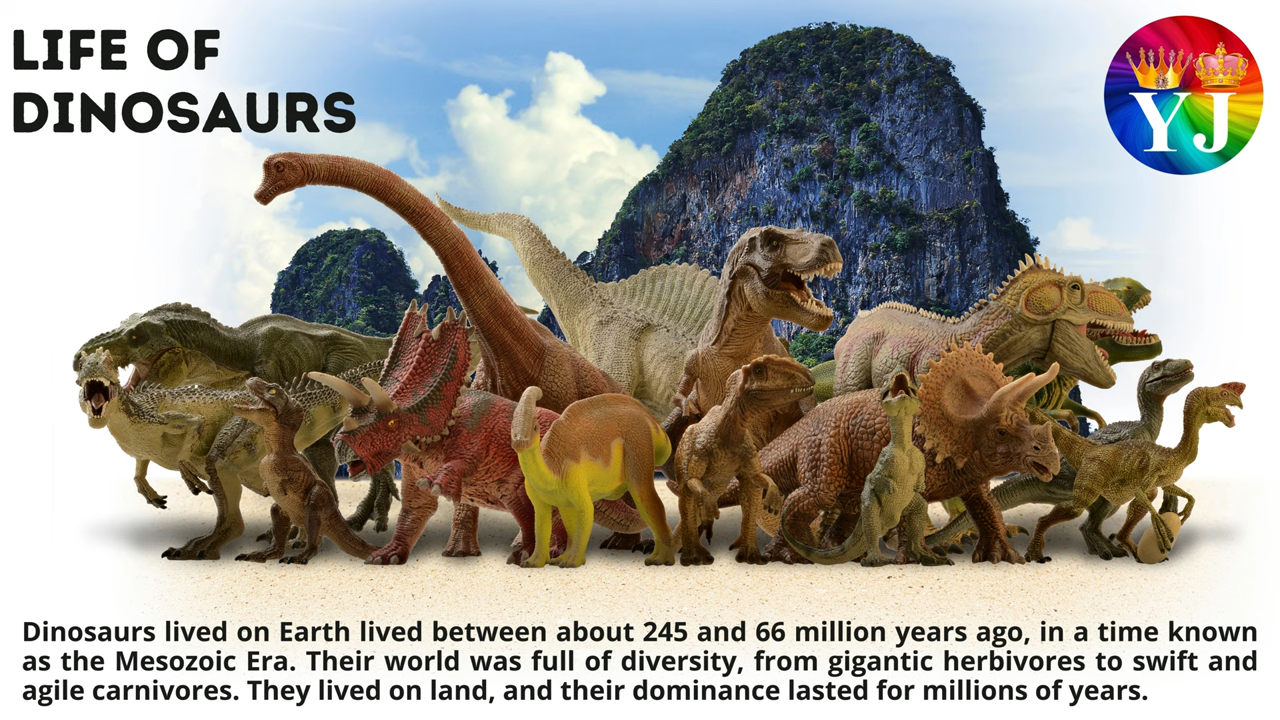 LIFE OF
DINOSAURS
YJ
Dinosaurs lived on Earth lived between about 245 and 66 million years ago, in a time known
as the Mesozoic Era. Their world was full of diversity, from gigantic herbivores to swift and
agile carnivores. They lived on land, and their dominance lasted for millions of years.